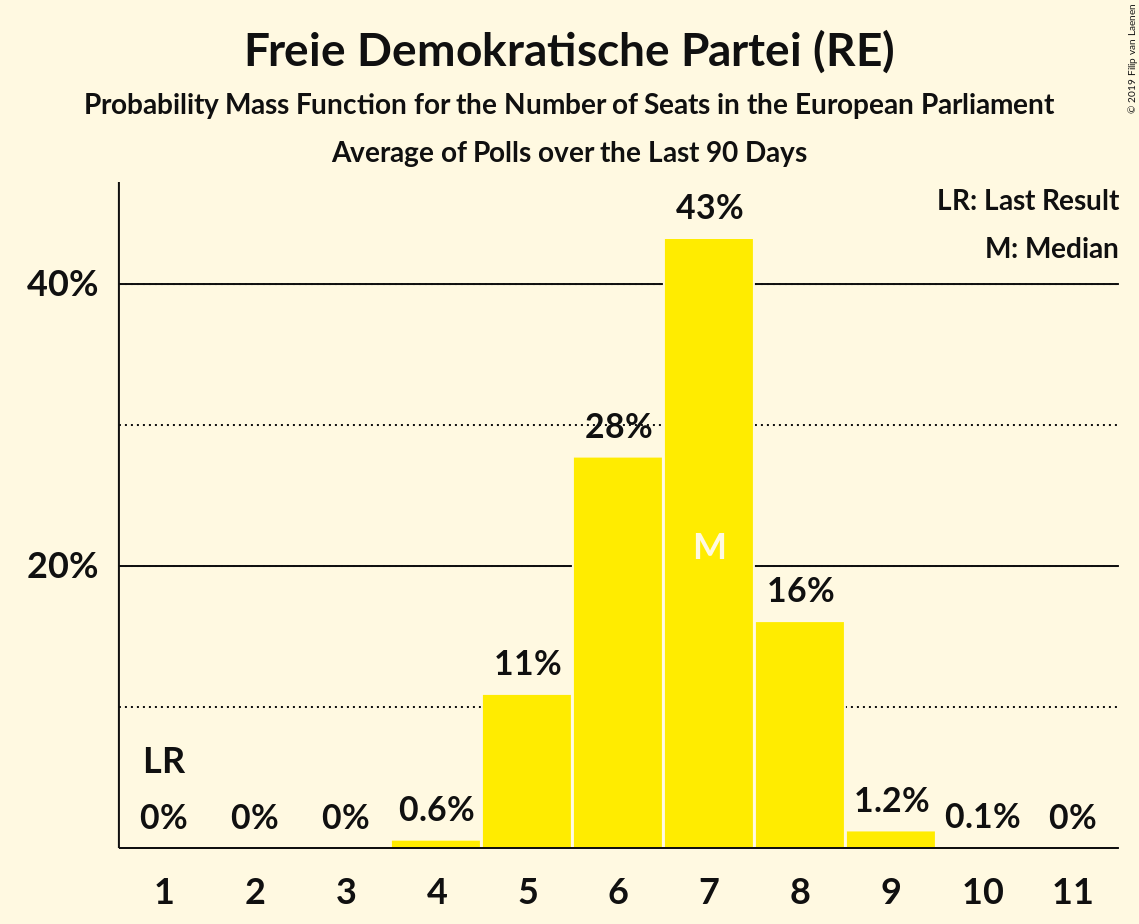 Freie Demokratische Partei (RE)
Probability Mass Function for the Number of Seats in the European Parliament
Average of Polls over the Last 90 Days
© 2019 Filip van Laenen
LR: Last Result
M: Median
43%
40%
28%
M
20%
16%
11%
LR
0%
0%
0%
0.6%
1.2%
0.1%
0%
1 2 3 4 5 6 7 8 9 10 11